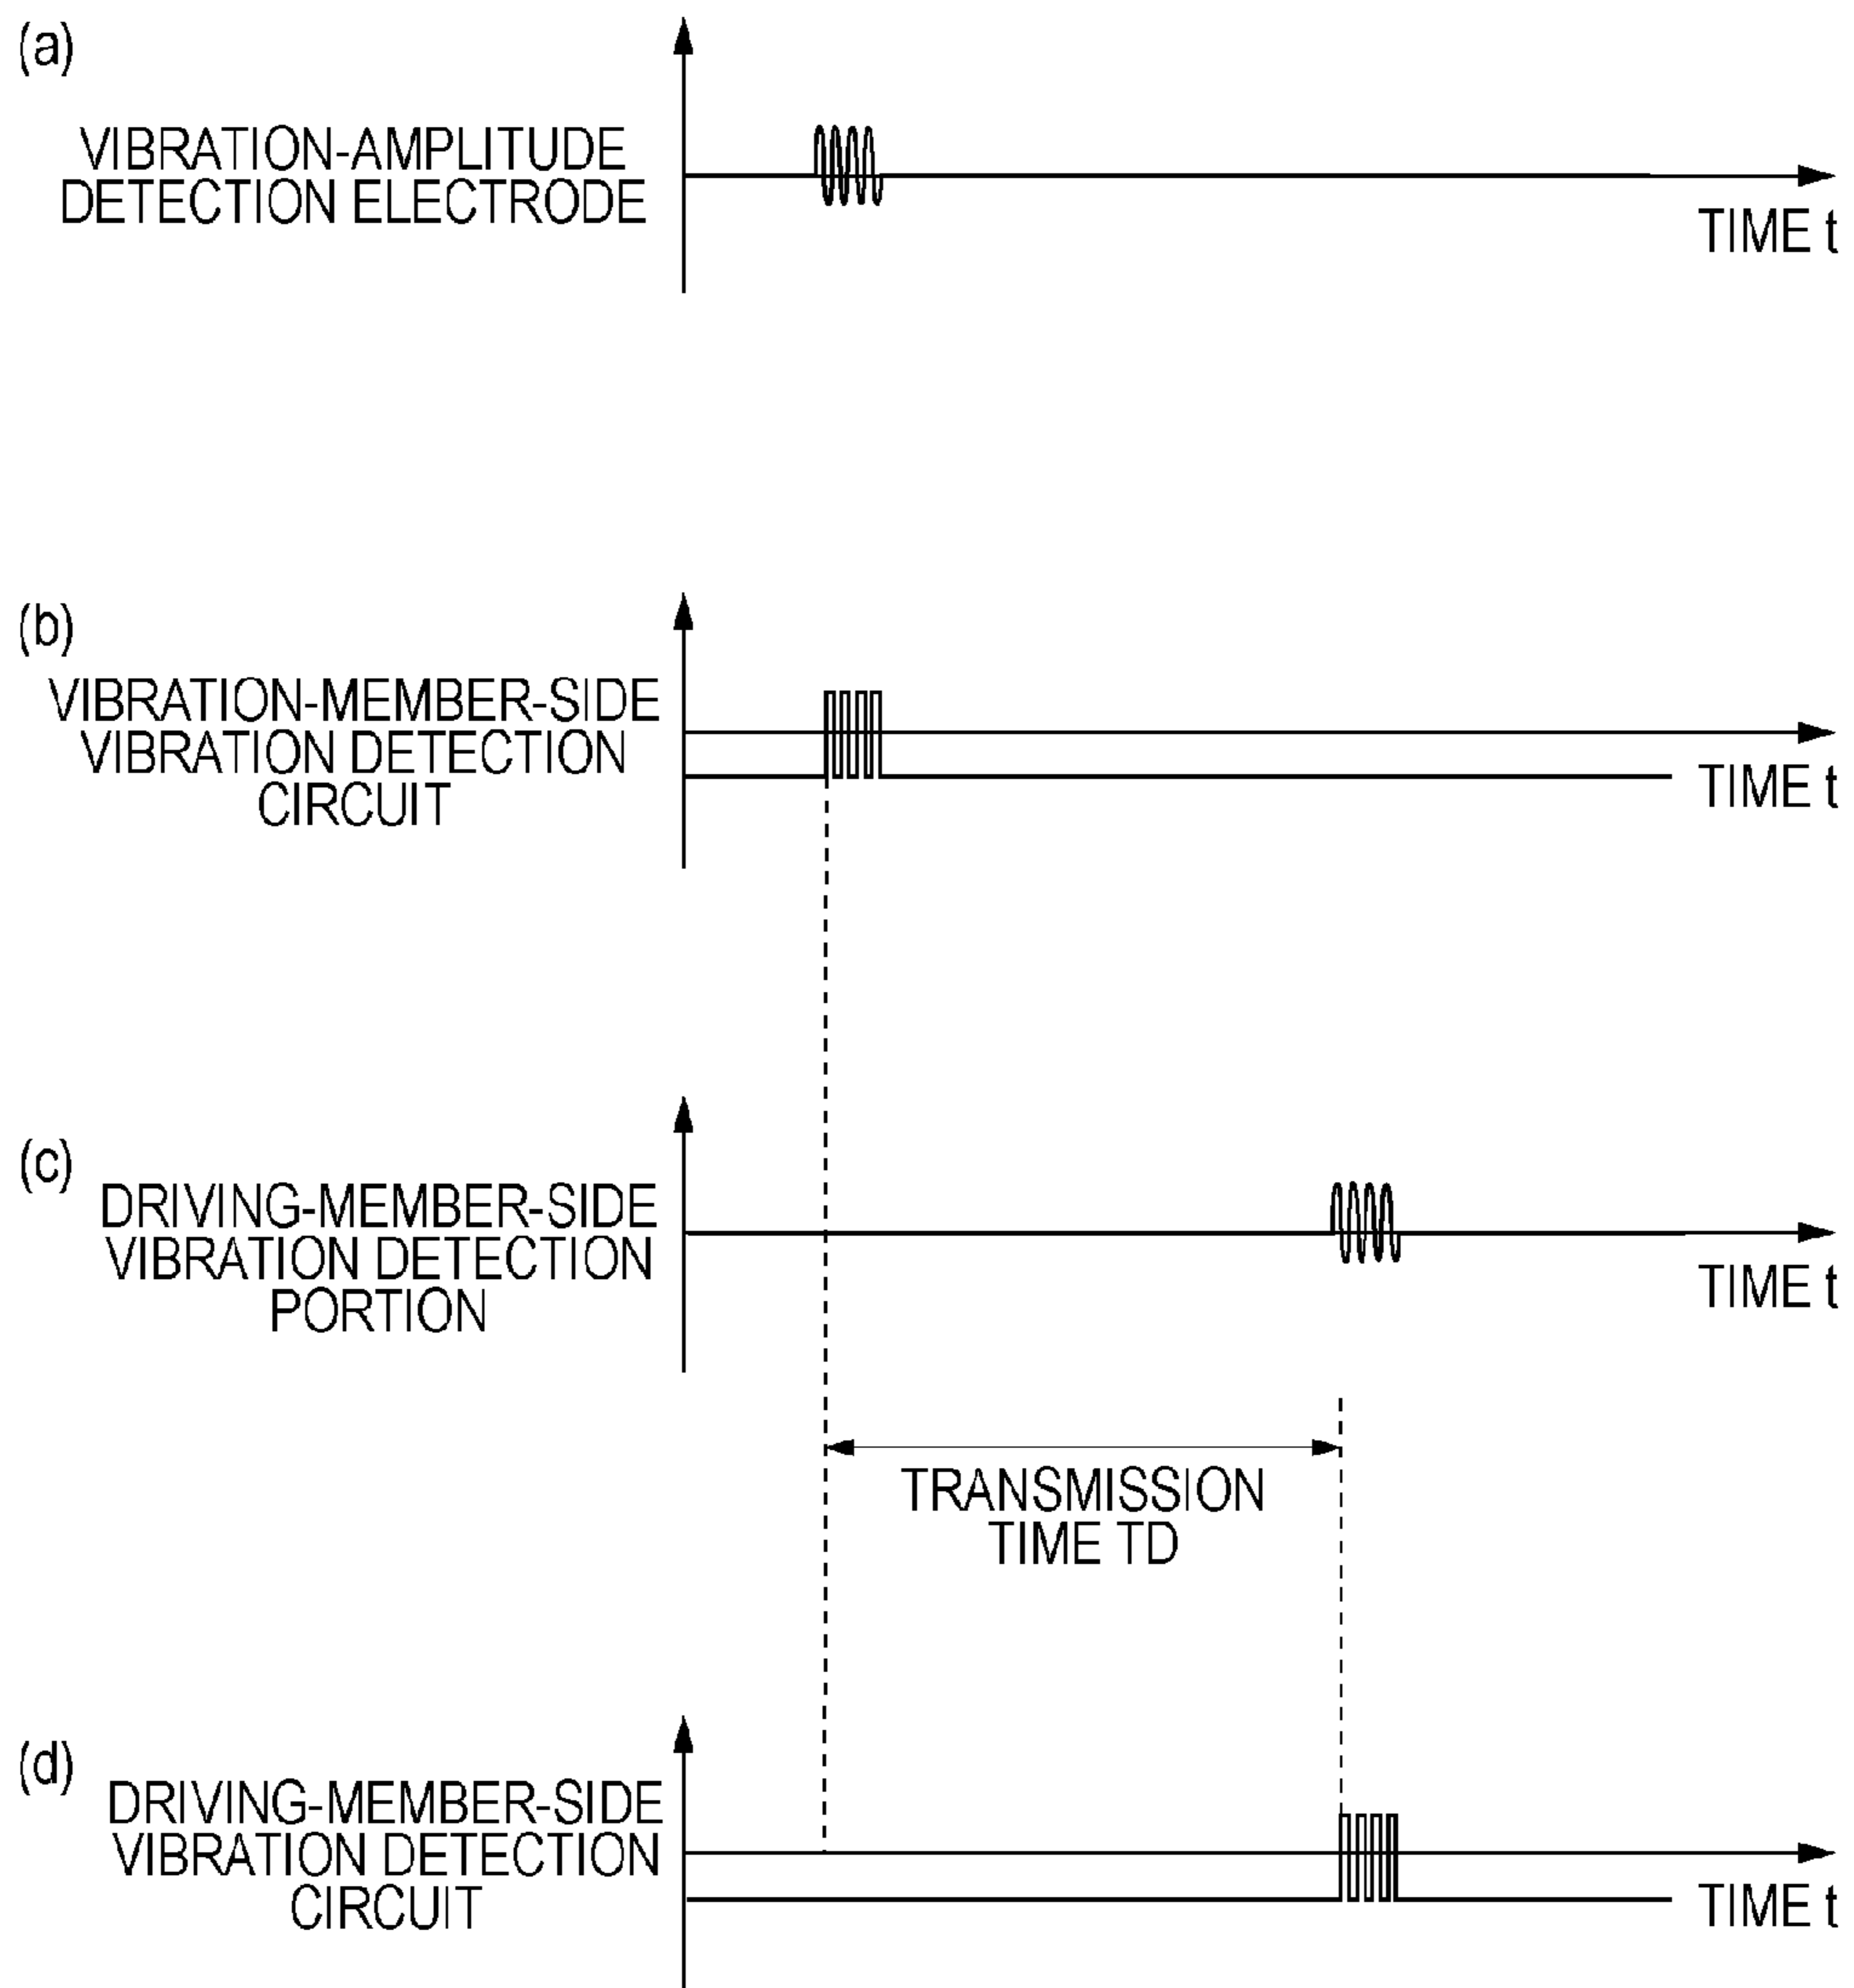 (a)
VIBRATION-AMPLITUDE
DETECTION ELECTRODE
TIME t
(b)
VIBRATION-MEMBER-SIDE
VIBRATION DETECTION
CIRCUIT
TIME t
(c)
DRIVING-MEMBER-SIDE
VIBRATION DETECTION
PORTION
TIME t
TRANSMISSION
TIME TD
(d)
DRIVING-MEMBER-SIDE
VIBRATION DETECTION
CIRCUIT
TIME t